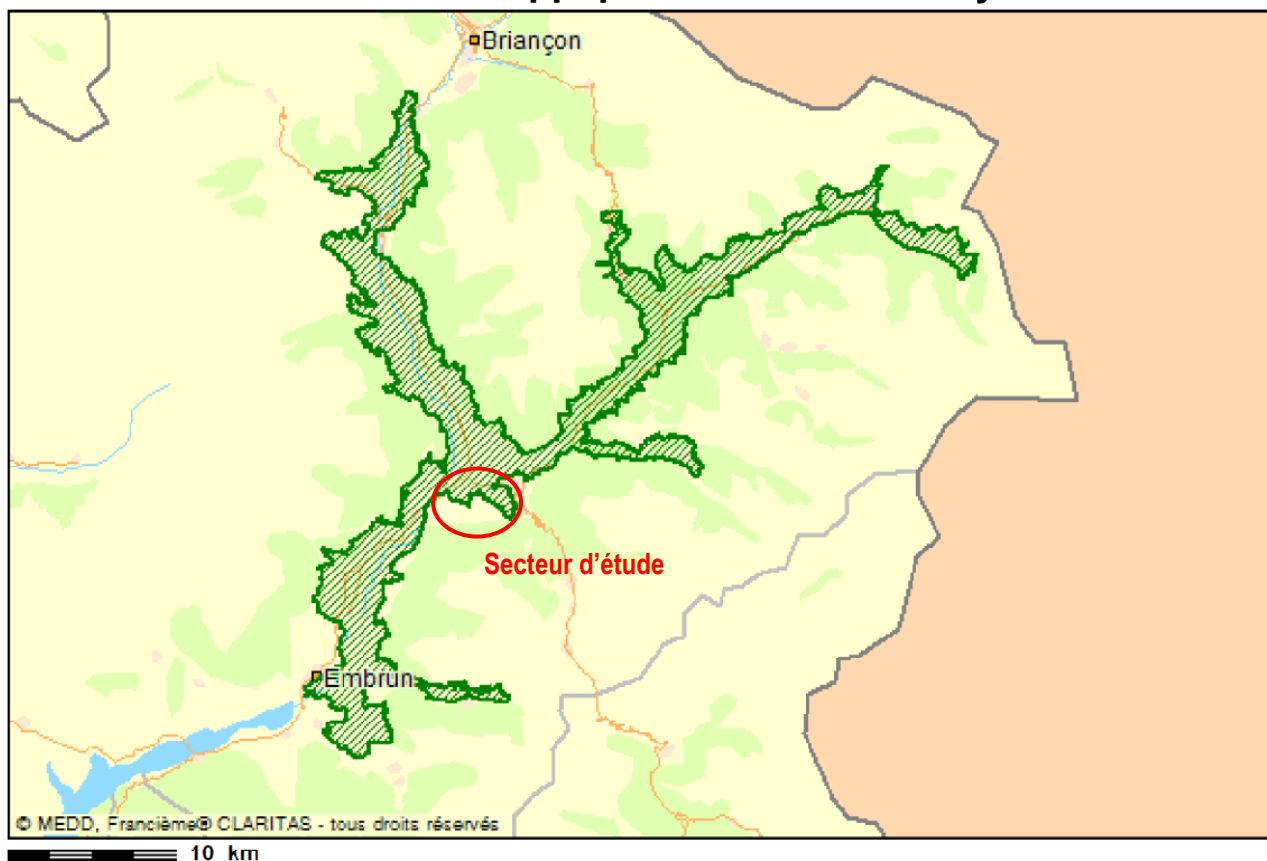 Briançon
Secteur d'étude
Embrun
© MEDD, Francième® CLARITAS - tous droits réservés
10 km